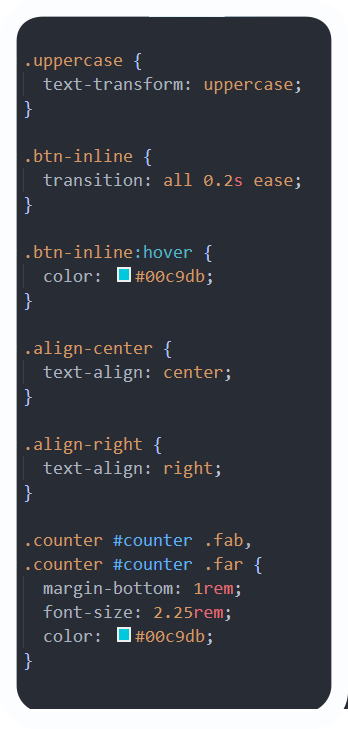 .uppercase {
  text-transform: uppercase;
}

.btn-inline {
  transition: all 0.2s ease;
}

.btn-inline:hover {
  color: #00c9db;
}

.align-center {
  text-align: center;
}

.align-right {
  text-align: right;
}

.counter #counter .fab,
.counter #counter .far {
  margin-bottom: 1rem;
  font-size: 2.25rem;
  color: #00c9db;
}